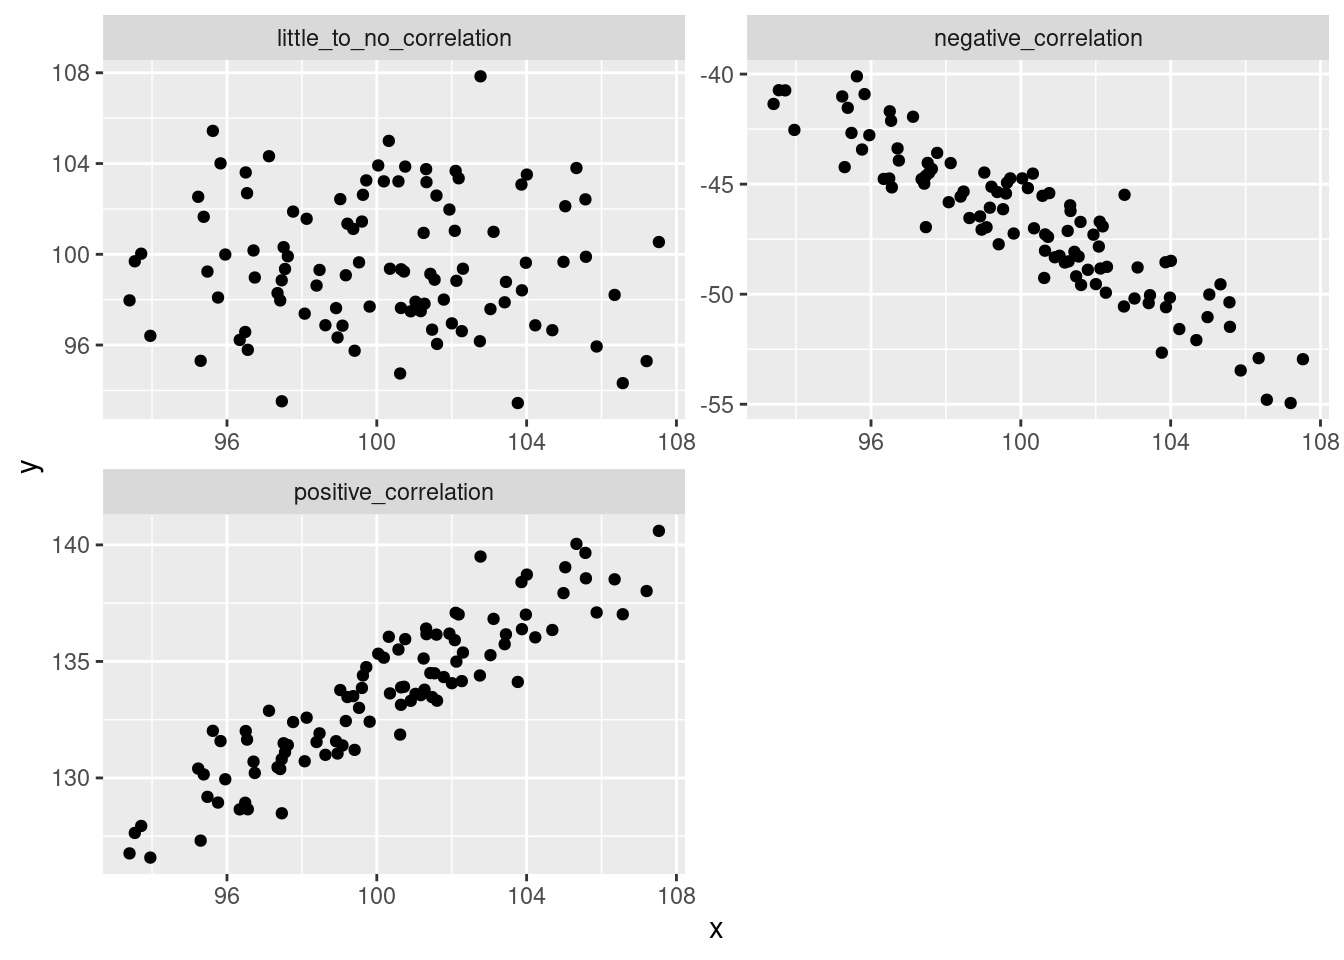 little_to_no_correlation
108
104
100
96
96 100 104 108
negative_correlation
-40
-45
-50
-55
96 100 104 108
y
positive_correlation
140
135
130
96 100 104 108
x